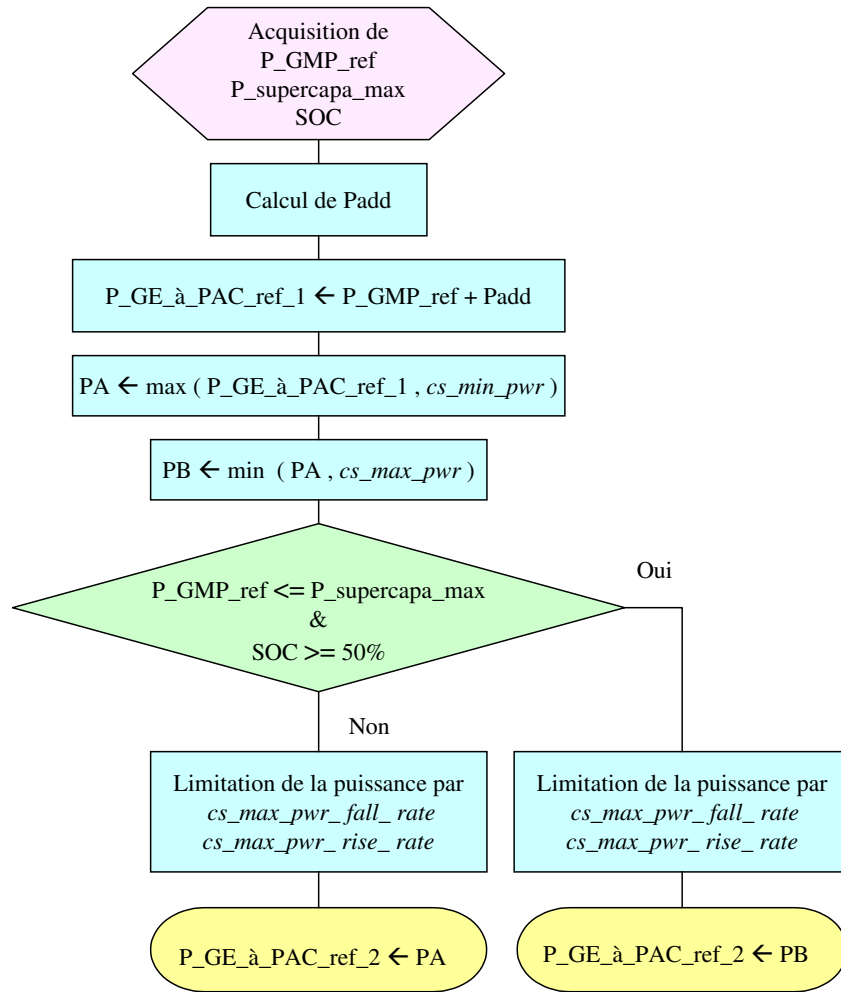 Acquisition de
P_GMP_ref
P_supercapa_max
SOC
Calcul de Padd
P_GE_à_PAC_ref_1 ← P_GMP_ref + Padd
PA ← max ( P_GE_à_PAC_ref_1 , cs_min_pwr )
PB ← min ( PA , cs_max_pwr )
P_GMP_ref <= P_supercapa_max
&
SOC >= 50%
Oui
Non
Limitation de la puissance par
cs_max_pwr_ fall_ rate
cs_max_pwr_ rise_ rate
Limitation de la puissance par
cs_max_pwr_ fall_ rate
cs_max_pwr_ rise_ rate
P_GE_à_PAC_ref_2 ← PA
P_GE_à_PAC_ref_2 ← PB